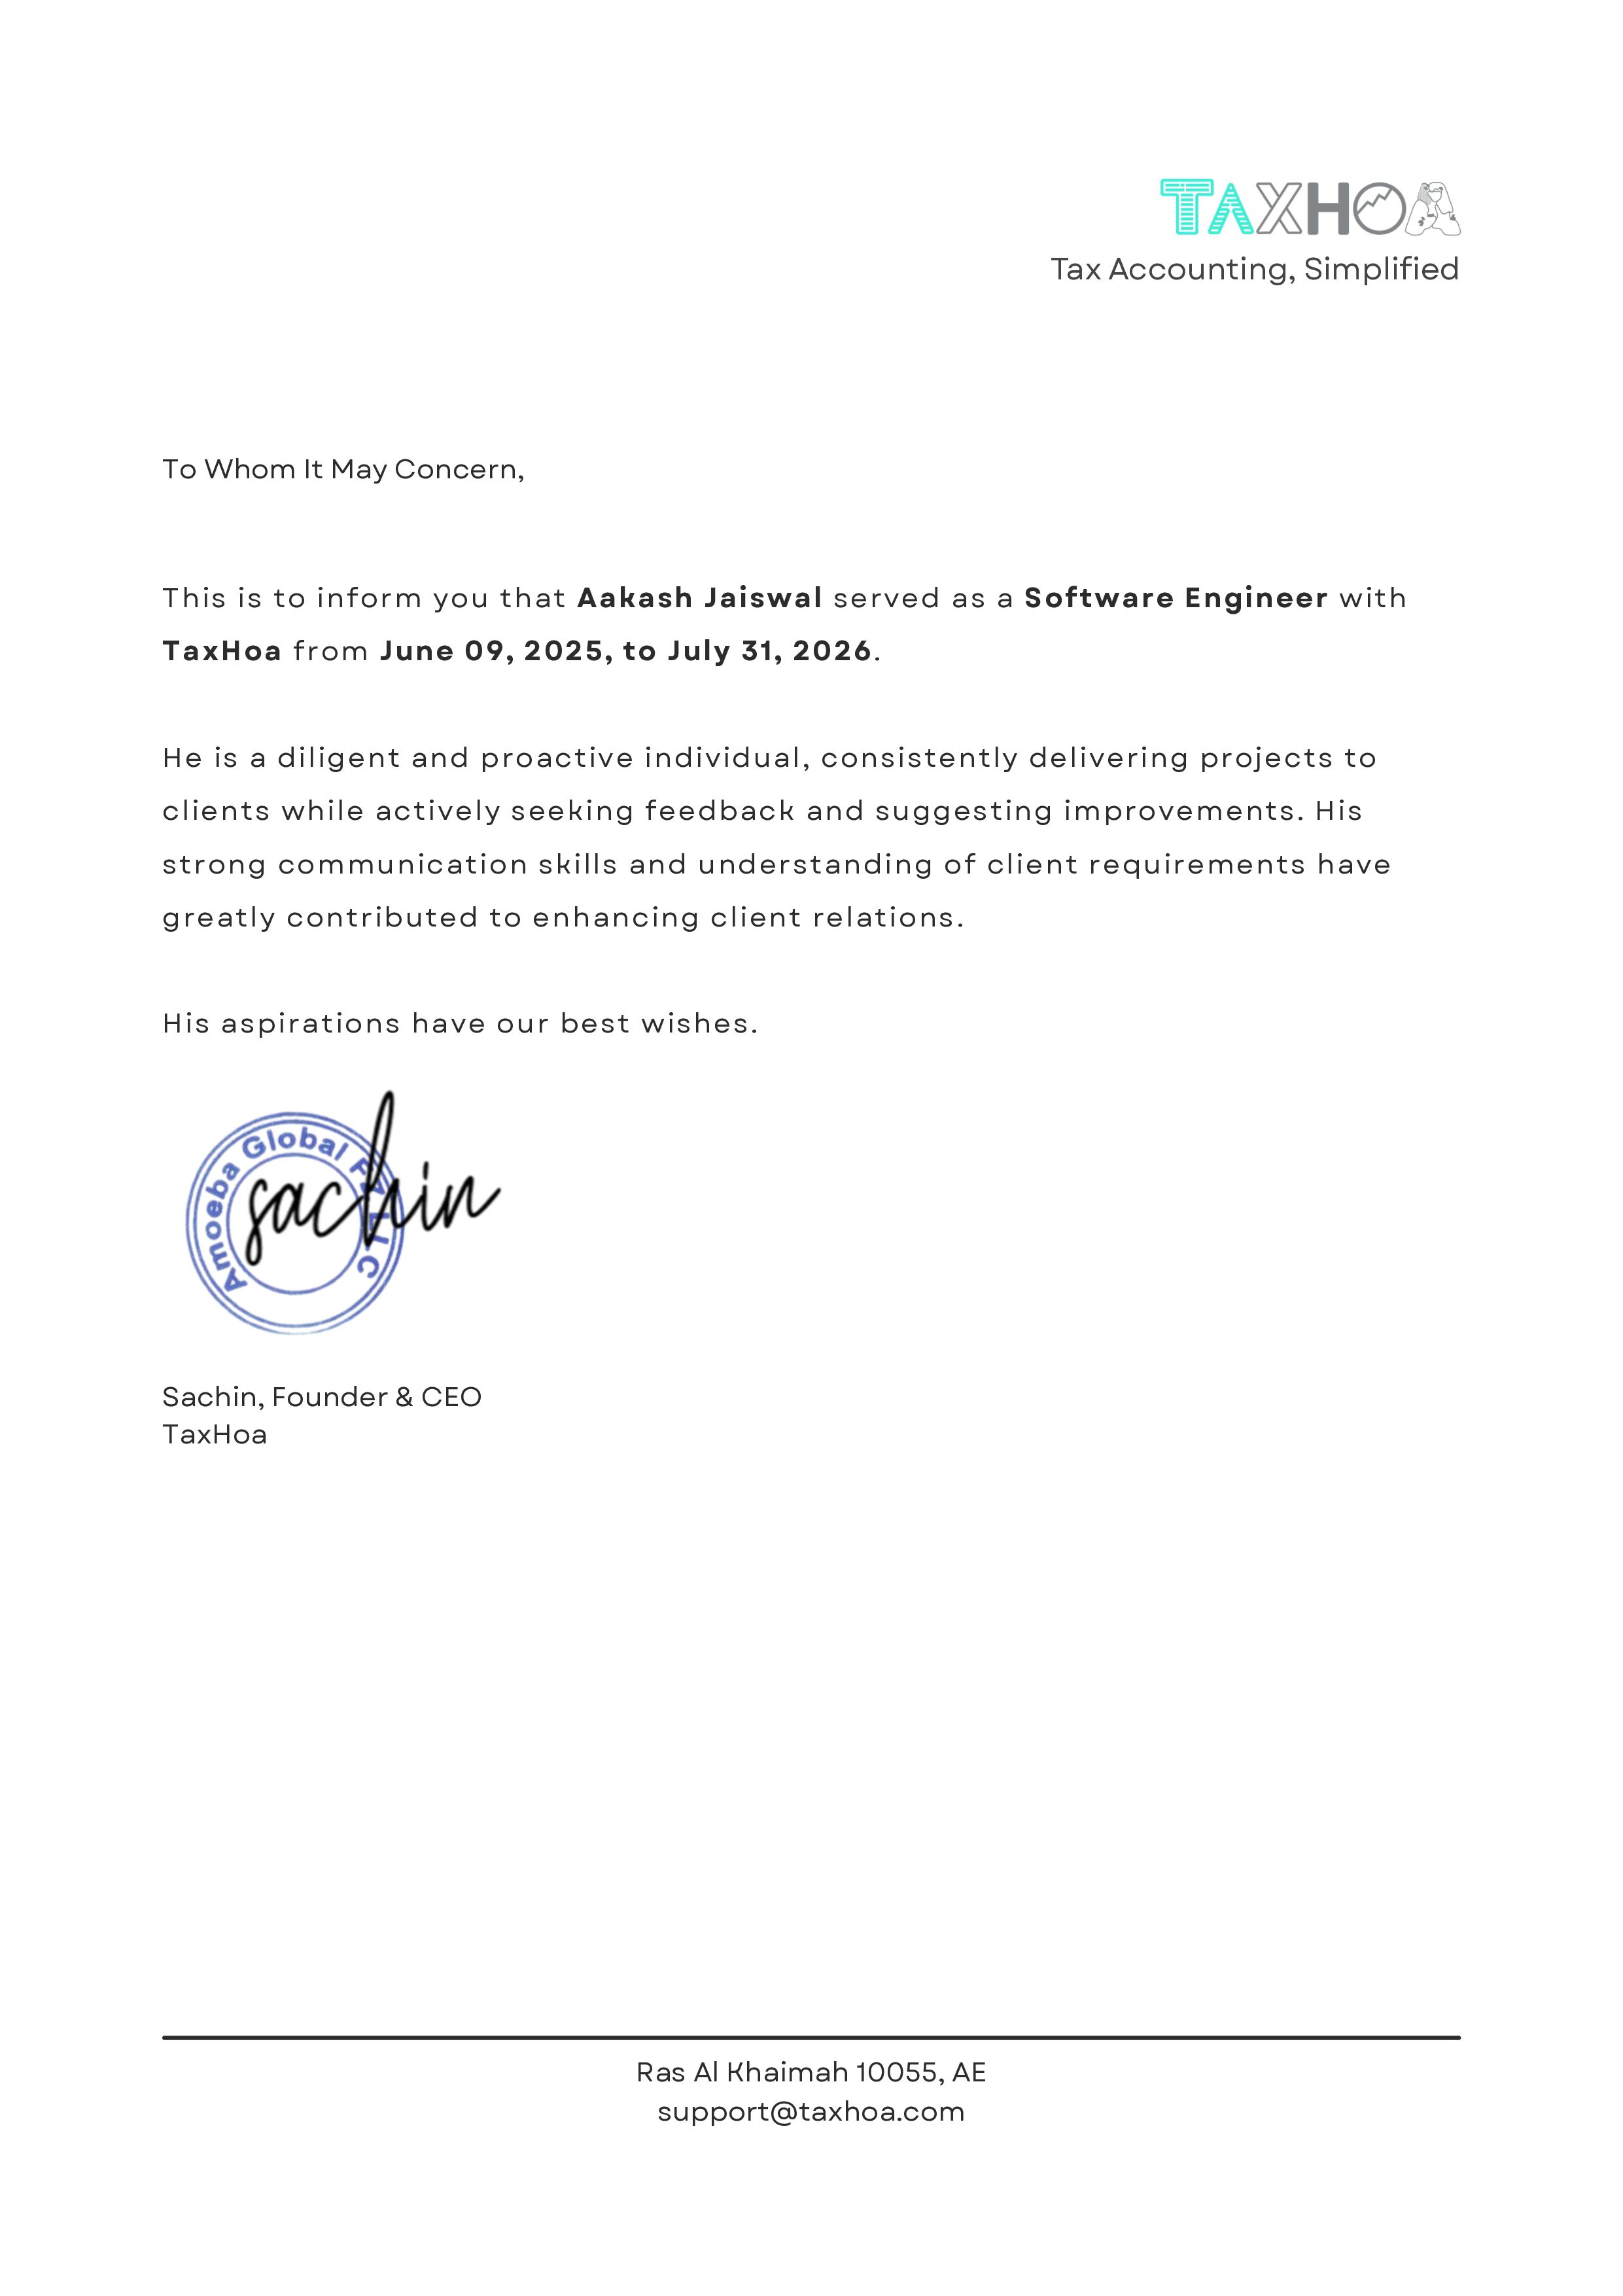 TAXHOA
Tax Accounting, Simplified
To Whom It May Concern,
This is to inform you that Aakash Jaiswal served as a Software Engineer with
TaxHoa from June 09, 2025, to July 31, 2026.
He is a diligent and proactive individual, consistently delivering projects to
clients while actively seeking feedback and suggesting improvements. His
strong communication skills and understanding of client requirements have
greatly contributed to enhancing client relations.
His aspirations have our best wishes.
Amoeba Global LLC
sachin
Sachin, Founder & CEO
TaxHoa
Ras Al Khaimah 10055, AE
support@taxhoa.com